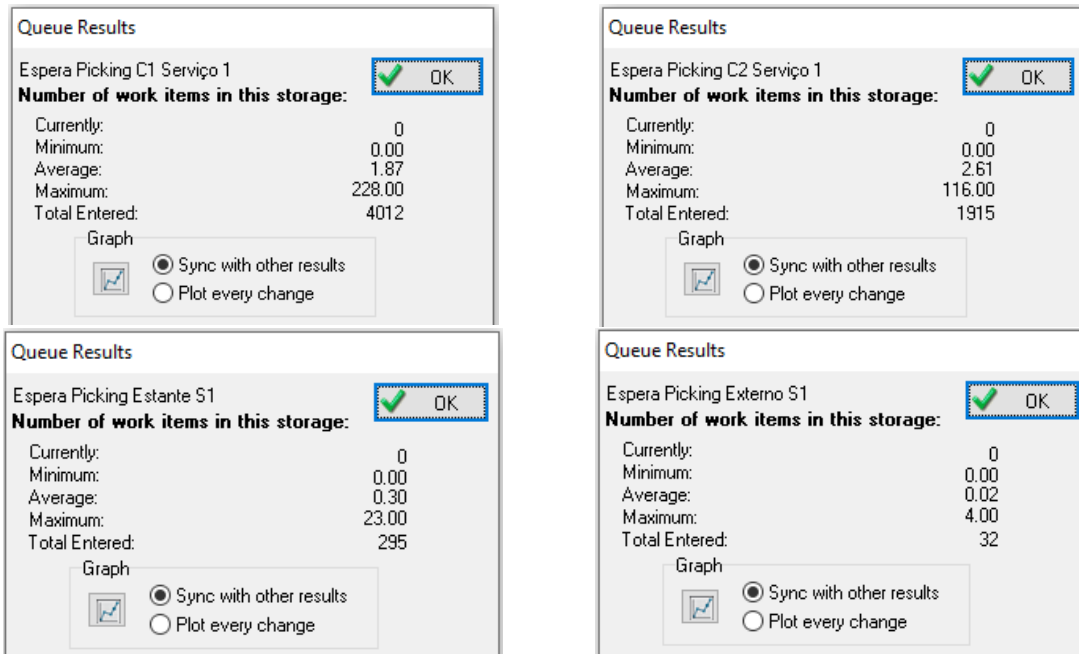 Queue Results
Espera Picking C1 Serviço 1
OK
Number of work items in this storage:
Currently: 0
Minimum: 0.00
Average: 1.87
Maximum: 228.00
Total Entered: 4012
Graph
Sync with other results
Plot every change
Queue Results
Espera Picking C2 Serviço 1
OK
Number of work items in this storage:
Currently: 0
Minimum: 0.00
Average: 2.61
Maximum: 116.00
Total Entered: 1915
Graph
Sync with other results
Plot every change
Queue Results
Espera Picking Estante S1
OK
Number of work items in this storage:
Currently: 0
Minimum: 0.00
Average: 0.30
Maximum: 23.00
Total Entered: 295
Graph
Sync with other results
Plot every change
Queue Results
Espera Picking Externo S1
OK
Number of work items in this storage:
Currently: 0
Minimum: 0.00
Average: 0.02
Maximum: 4.00
Total Entered: 32
Graph
Sync with other results
Plot every change